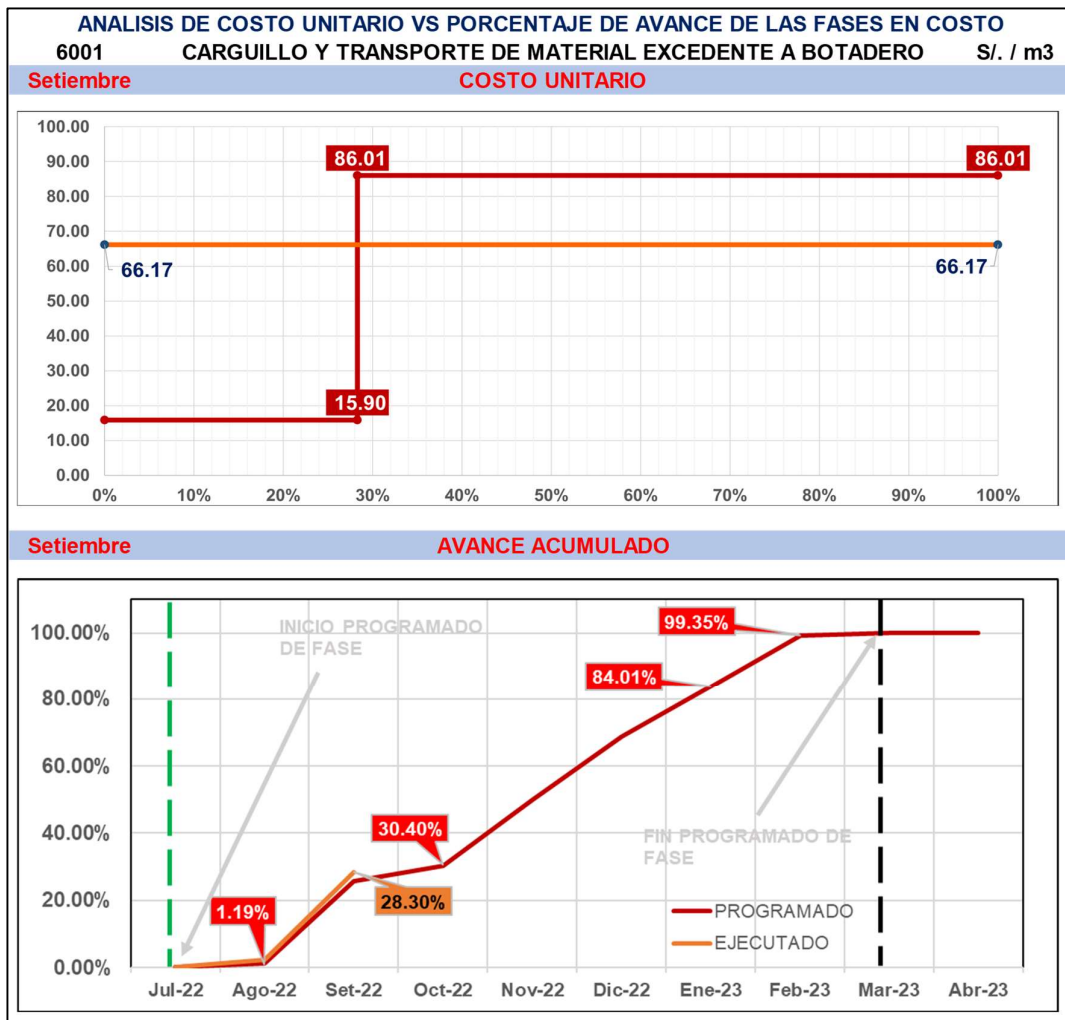 ANALISIS DE COSTO UNITARIO VS PORCENTAJE DE AVANCE DE LAS FASES EN COSTO
6001 CARGUILLO Y TRANSPORTE DE MATERIAL EXCEDENTE A BOTADERO S/. / m3
Setiembre COSTO UNITARIO
100.00
90.00
86.01 86.01
80.00
70.00
66.17 66.17
60.00
50.00
40.00
30.00
20.00
15.90
10.00
0.00
0% 10% 20% 30% 40% 50% 60% 70% 80% 90% 100%
Setiembre AVANCE ACUMULADO
INICIO PROGRAMADO
DE FASE
99.35%
100.00%
84.01%
80.00%
60.00%
40.00%
30.40%
FIN PROGRAMADO DE
FASE
20.00%
28.30%
1.19%
PROGRAMADO
EJECUTADO
0.00%
Jul-22 Ago-22 Set-22 Oct-22 Nov-22 Dic-22 Ene-23 Feb-23 Mar-23 Abr-23